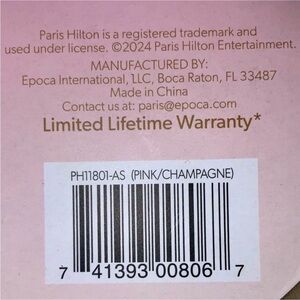 Paris Hilton is a registered trademark and
used under license. ©2024 Paris Hilton Entertainment.
MANUFACTURED BY:
Epoca International, LLC, Boca Raton, FL 33487
Made in China
Contact us at: paris@epoca.com
Limited Lifetime Warranty*
PH11801-AS (PINK/CHAMPAGNE)
7 41393 00806 7